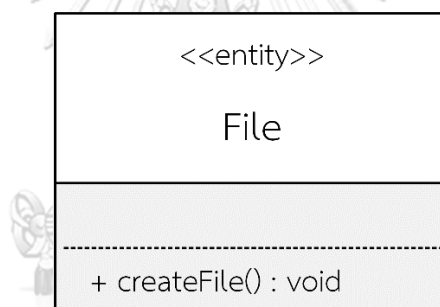 <<entity>>
File
+ createFile() : void